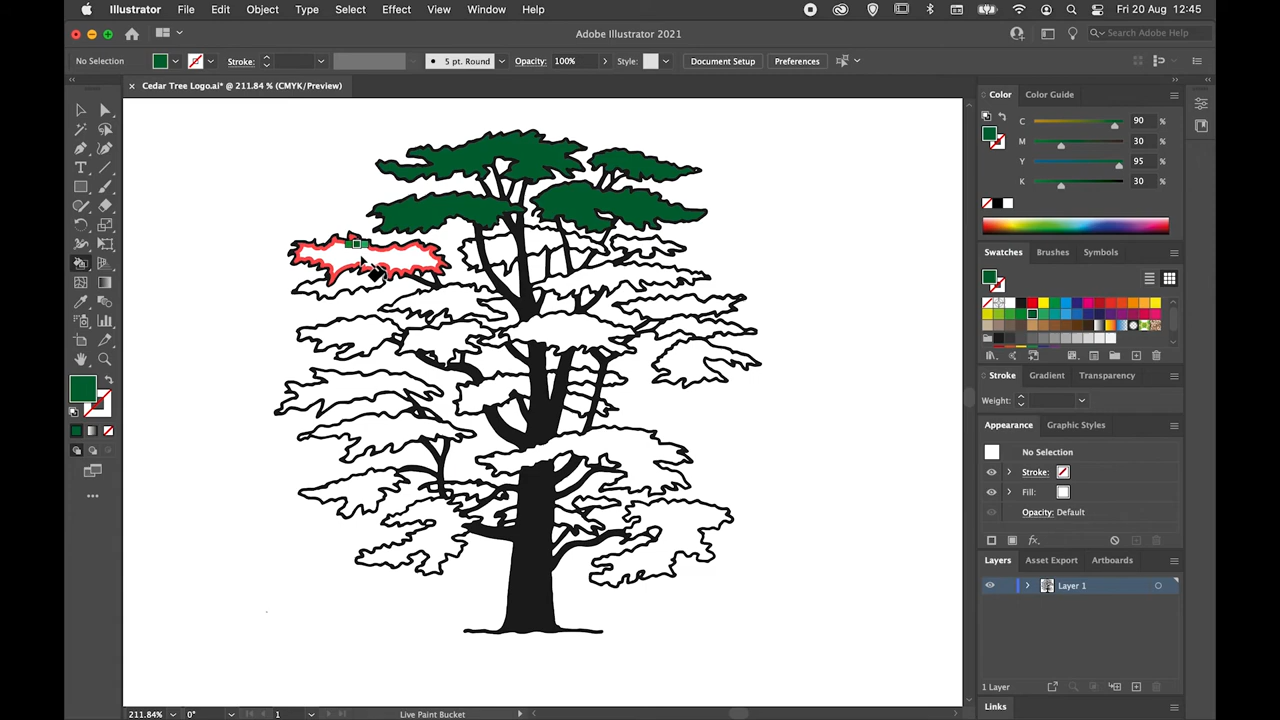 Illustrator File Edit Object Type Select Effect View Window Help Fri 20 Aug 12:45
Adobe Illustrator 2021 Search Adobe Help
No Selection Stroke: 5 pt. Round Opacity: 100% Style: Document Setup Preferences
Cedar Tree Logo.ai* @ 211.84 % (CMYK/Preview)
Color Color Guide
C 90 %
M 30 %
Y 95 %
K 30 %
Swatches Brushes Symbols
Stroke Gradient Transparency
Weight:
Appearance Graphic Styles
No Selection
Stroke:
Fill:
Opacity: Default
fx
Layers Asset Export Artboards
Layer 1
1 Layer
Links
211.84% 0° 1 Live Paint Bucket